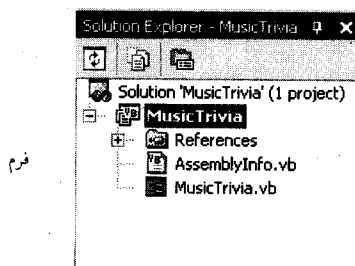 Solution Explorer - MusicTrivia
Solution 'MusicTrivia' (1 project)
MusicTrivia
References
AssemblyInfo.vb
MusicTrivia.vb
فرم